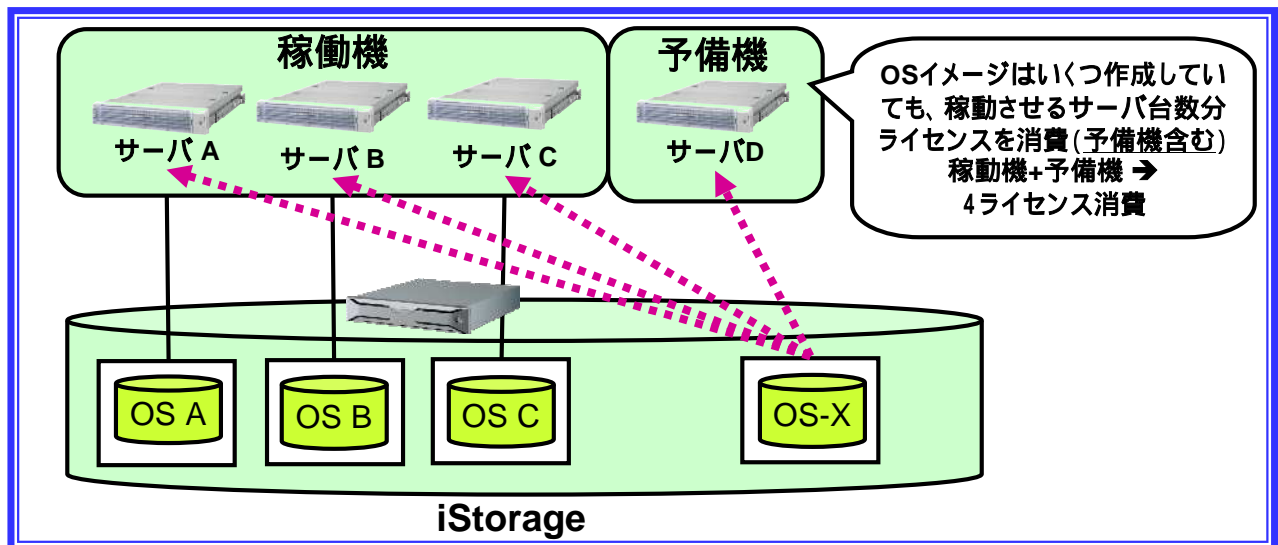 稼働機
予備機
サーバ A
サーバ B
サーバ C
サーバD
OSイメージはいくつ作成してい
ても、稼動させるサーバ台数分
ライセンスを消費(予備機含む)
稼動機+予備機 ➔
4ライセンス消費
OS A
OS B
OS C
OS-X
iStorage